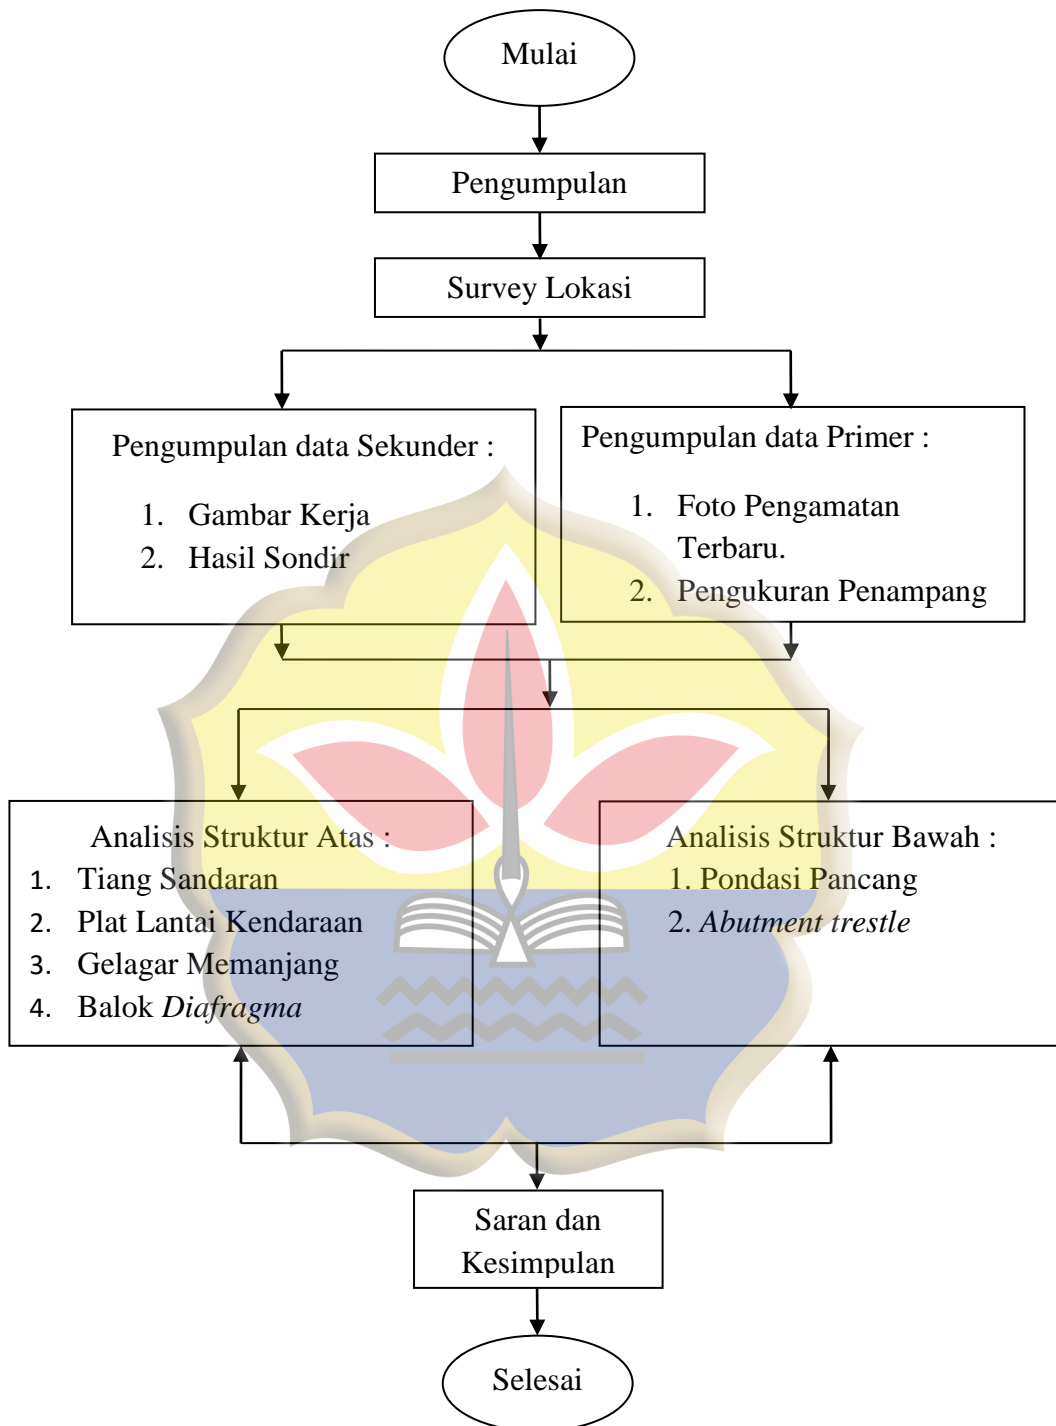 Mulai
Pengumpulan
Survey Lokasi
Pengumpulan data Sekunder :
1. Gambar Kerja
2. Hasil Sondir
Pengumpulan data Primer :
1. Foto Pengamatan
Terbaru.
2. Pengukuran Penampang
Analisis Struktur Atas :
1. Tiang Sandaran
2. Plat Lantai Kendaraan
3. Gelagar Memanjang
4. Balok Diafragma
Analisis Struktur Bawah :
1. Pondasi Pancang
2. Abutment trestle
Saran dan
Kesimpulan
Selesai